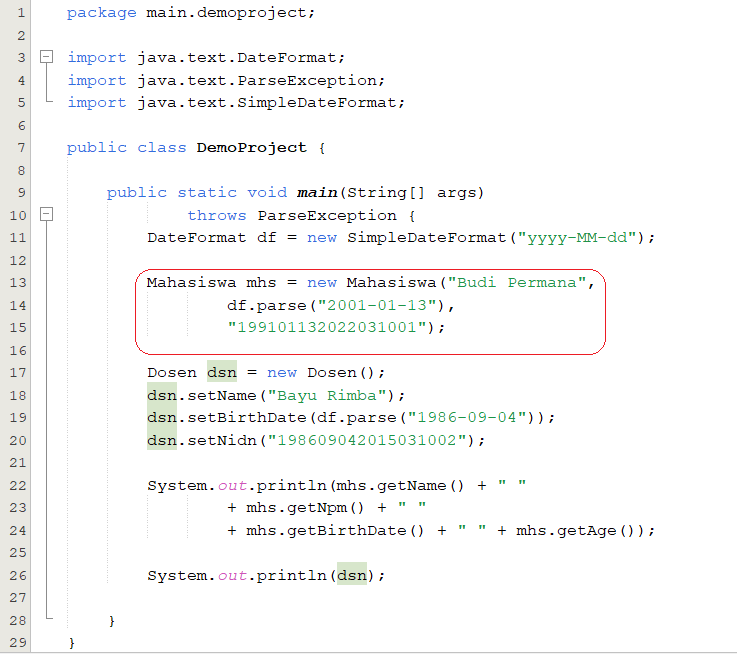 1 package main.demoproject;
2
3 import java.text.DateFormat;
4 import java.text.ParseException;
5 import java.text.SimpleDateFormat;
6
7 public class DemoProject {
8
9 public static void main(String[] args)
10 throws ParseException {
11 DateFormat df = new SimpleDateFormat("yyyy-MM-dd");
12
13 Mahasiswa mhs = new Mahasiswa("Budi Permana",
14 df.parse("2001-01-13"),
15 "199101132022031001");
16
17 Dosen dsn = new Dosen();
18 dsn.setName("Bayu Rimba");
19 dsn.setBirthDate(df.parse("1986-09-04"));
20 dsn.setNidn("198609042015031002");
21
22 System.out.println(mhs.getName() + " "
23 + mhs.getNpm() + " "
24 + mhs.getBirthDate() + " " + mhs.getAge());
25
26 System.out.println(dsn);
27
28 }
29 }